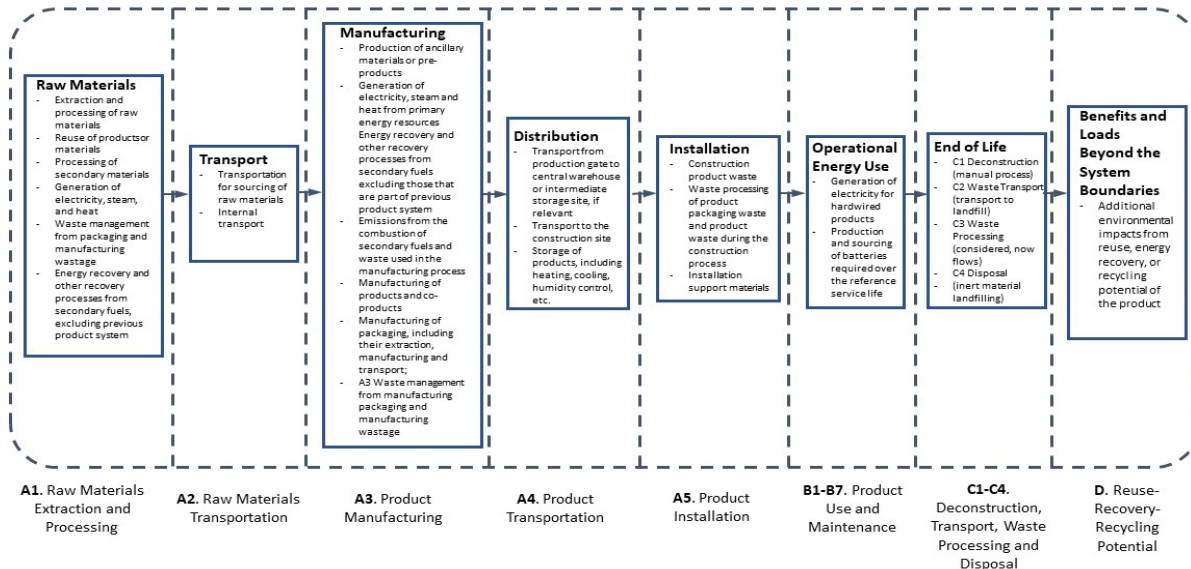 Raw Materials
- Extraction and
processing of raw
materials
- Reuse of productsor
materials
- Processing of
secondary materials
- Generation of
electricity, steam,
and heat
- Waste management
from packaging and
manufacturing
wastage
- Energy recovery and
other recovery
processes from
secondary fuels,
excluding previous
product system
Transport
- Transportation
for sourcing of
raw materials
- Internal
transport
Manufacturing
- Production of ancillary
materials or pre-
products
- Generation of
electricity, steam and
heat from primary
energy resources
Energy recovery and
other recovery
processes from
secondary fuels
excluding those that
are part of previous
product system
- Emissions from the
combustion of
secondary fuels and
waste used in the
manufacturing process
- Manufacturing of
products and co-
products
- Manufacturing of
packaging, including
their extraction,
manufacturing and
transport;
- A3 Waste management
from manufacturing
packaging and
manufacturing
wastage
Distribution
- Transport from
production gate to
central warehouse
or intermediate
storage site, if
relevant
- Transport to the
construction site
- Storage of
products, including
heating, cooling,
humidity control,
etc.
Installation
- Construction
product waste
- Waste processing
of product
packaging waste
and product
waste during the
construction
process
- Installation
support materials
Operational
Energy Use
- Generation of
electricity for
hardwired
products
- Production
and sourcing
of batteries
required over
the reference
service life
End of Life
- C1 Deconstruction
(manual process)
- C2 Waste Transport
(transport to
landfill)
- C3 Waste
Processing
(considered, now
flows)
- C4 Disposal
- (inert material
landfilling)
Benefits and
Loads
Beyond the
System
Boundaries
- Additional
environmental
impacts from
reuse, energy
recovery, or
recycling
potential of
the product
A1. Raw Materials
Extraction and
Processing
A2. Raw Materials
Transportation
A3. Product
Manufacturing
A4. Product
Transportation
A5. Product
Installation
B1-B7. Product
Use and
Maintenance
C1-C4.
Deconstruction,
Transport, Waste
Processing and
Disposal
D. Reuse-
Recovery-
Recycling
Potential